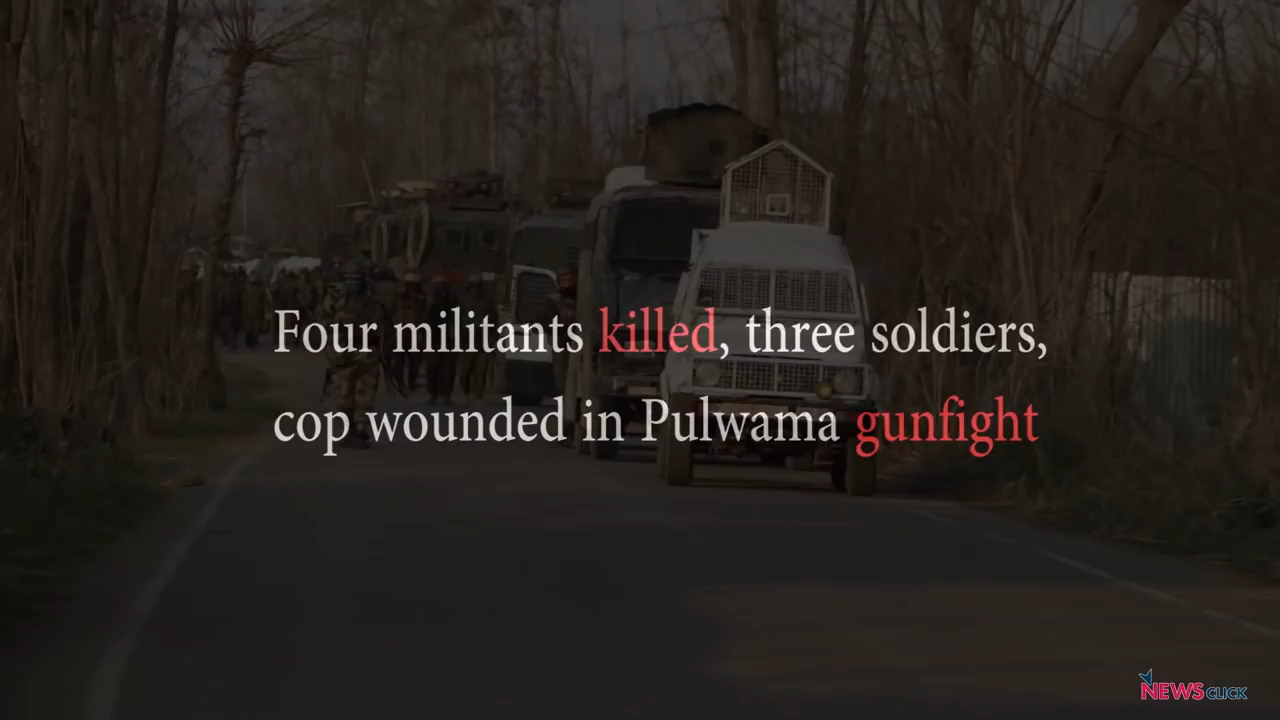 Four militants killed, three soldiers,
cop wounded in Pulwama gunfight
NEWSCLICK